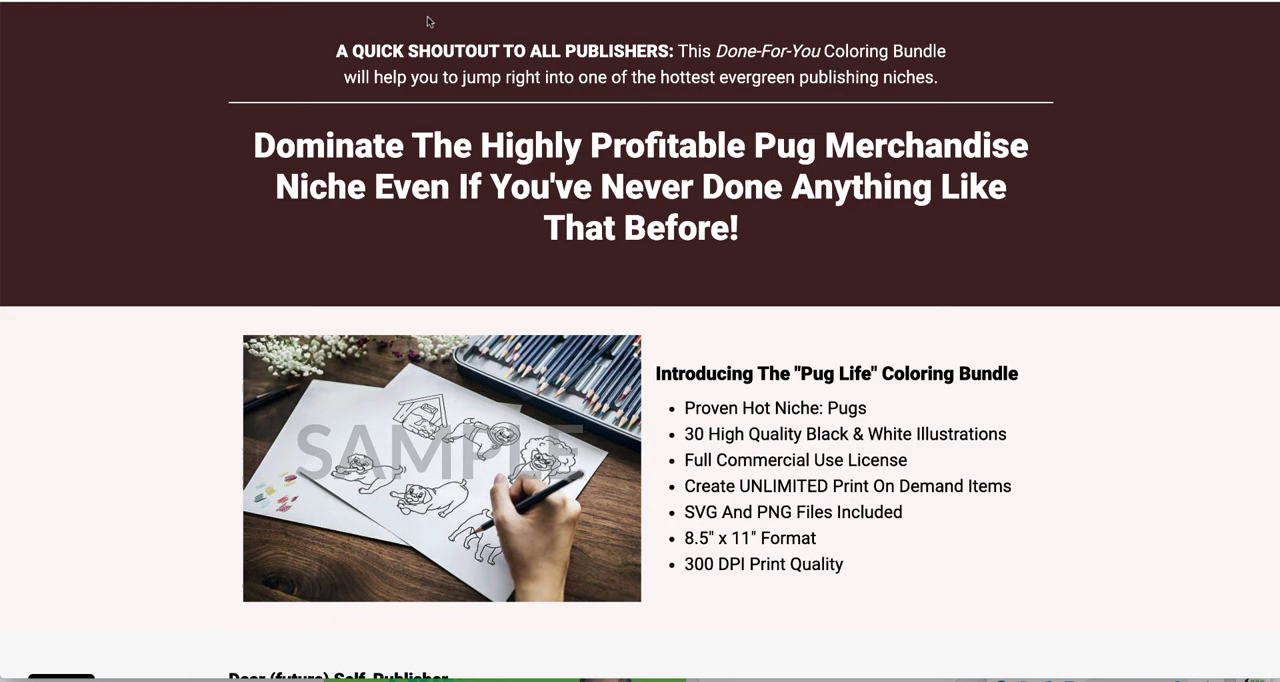 A QUICK SHOUTOUT TO ALL PUBLISHERS: This Done-For-You Coloring Bundle
will help you to jump right into one of the hottest evergreen publishing niches.
Dominate The Highly Profitable Pug Merchandise
Niche Even If You've Never Done Anything Like
That Before!
SAMPLE
Introducing The "Pug Life" Coloring Bundle
• Proven Hot Niche: Pugs
• 30 High Quality Black & White Illustrations
• Full Commercial Use License
• Create UNLIMITED Print On Demand Items
• SVG And PNG Files Included
• 8.5" x 11" Format
• 300 DPI Print Quality
Dear (future) Self-Publisher